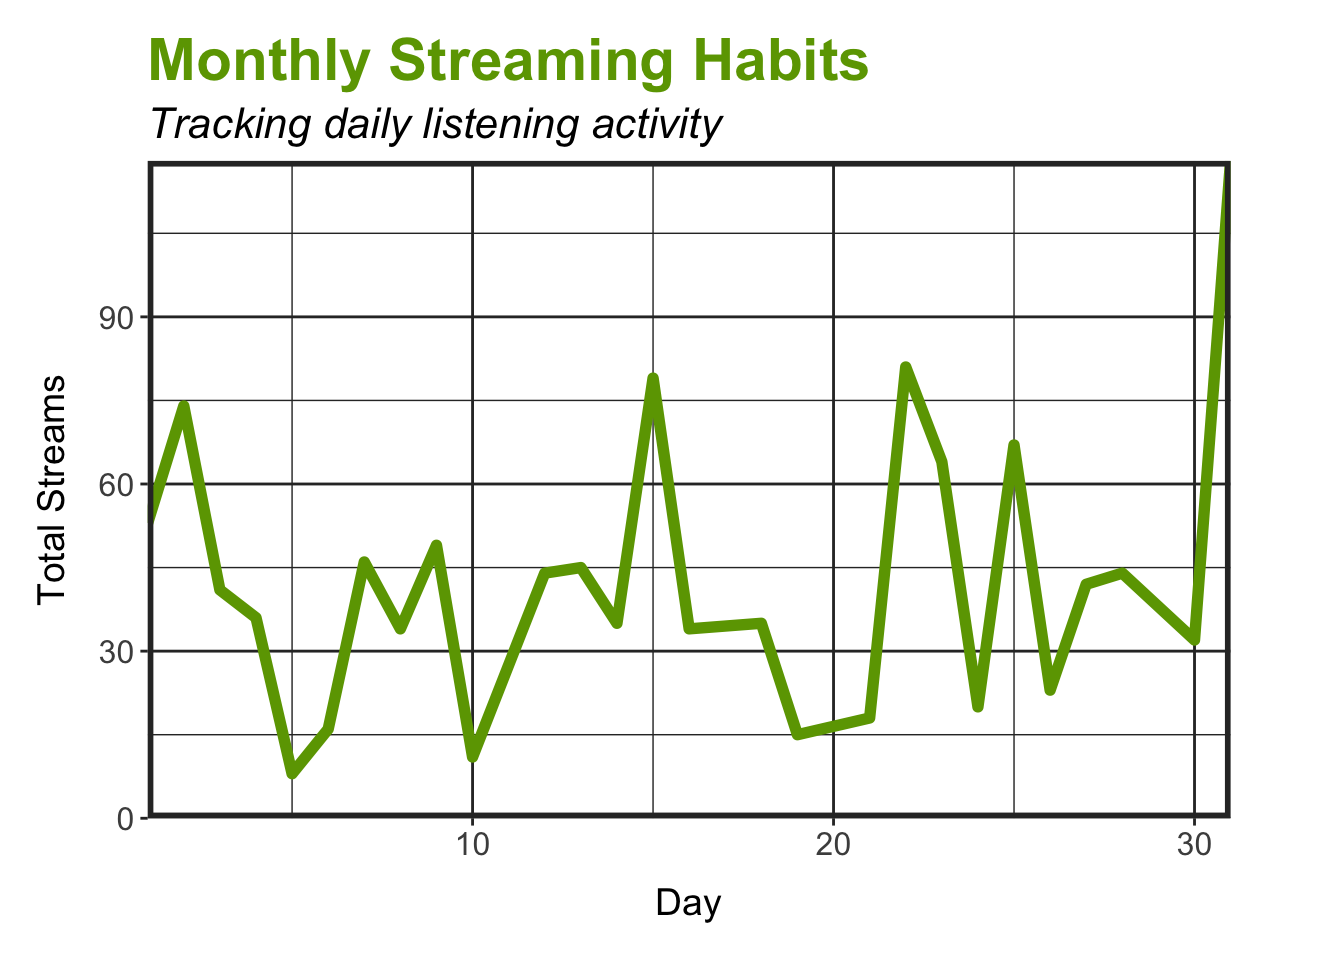 Monthly Streaming Habits
Tracking daily listening activity
Total Streams
90
60
30
0
10 20 30
Day